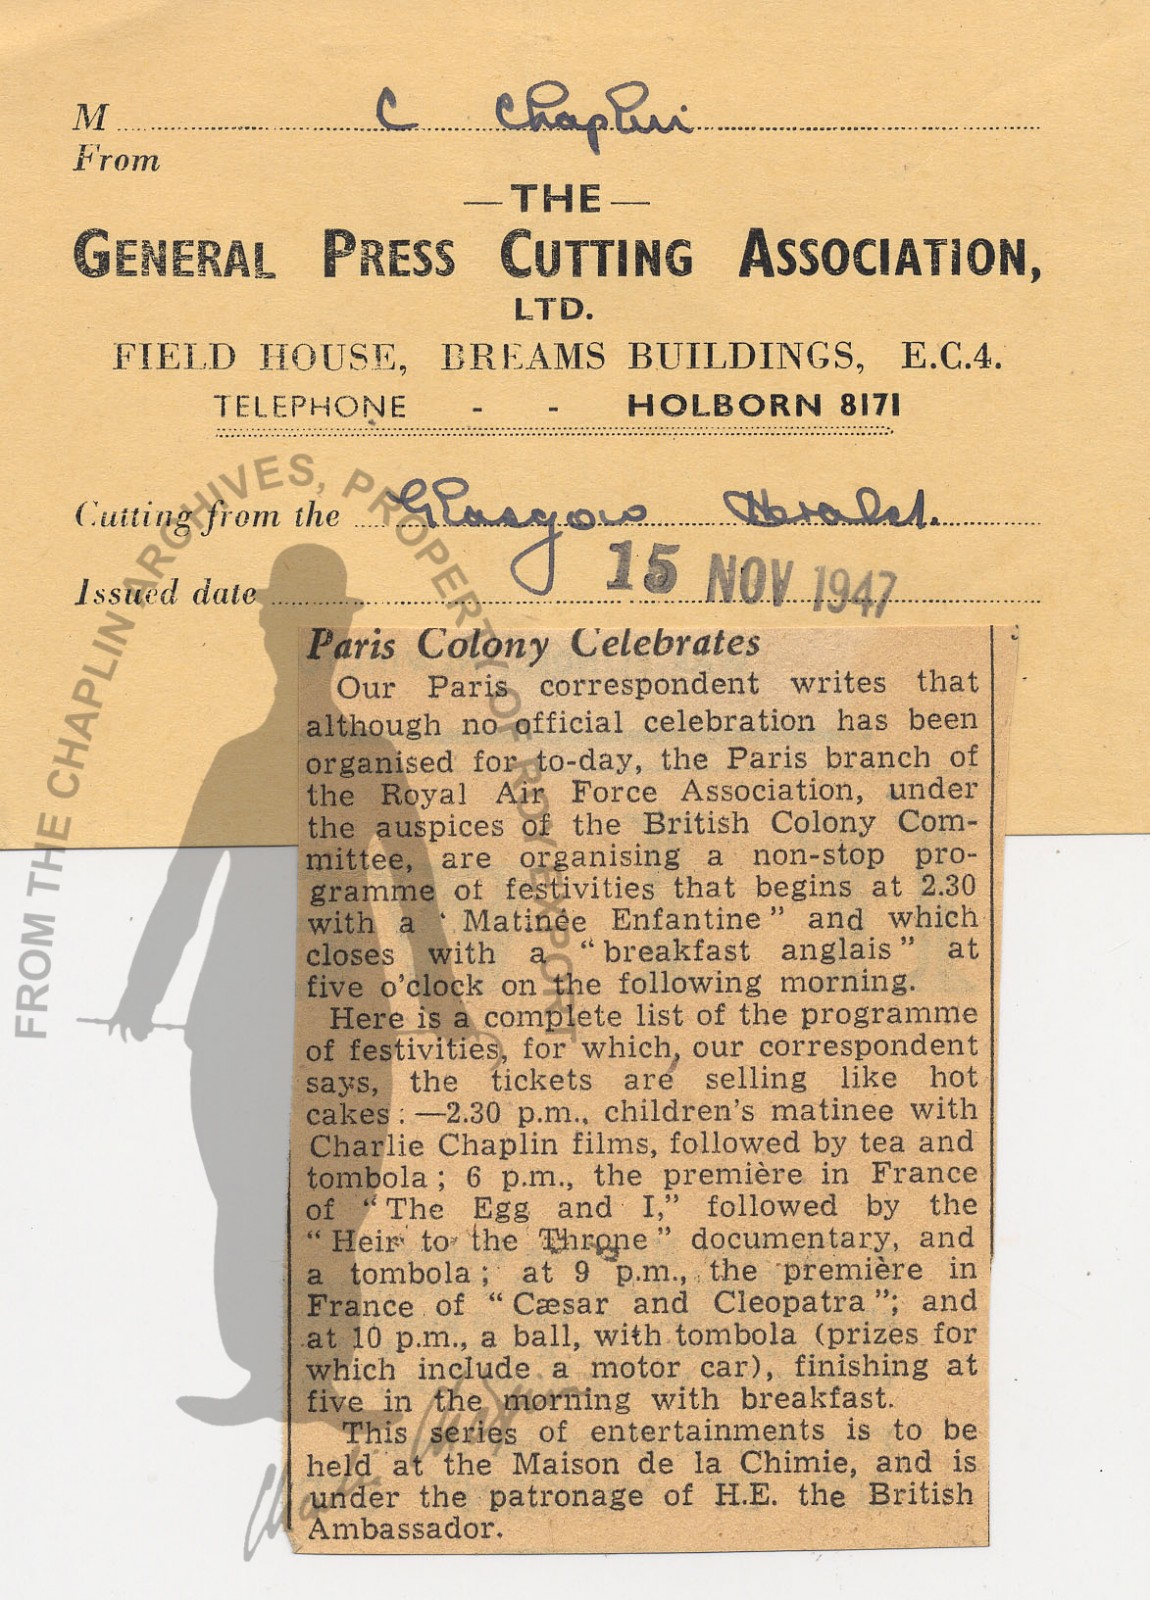 M C Chaplin
From
— THE —
GENERAL PRESS CUTTING ASSOCIATION,
LTD.
FIELD HOUSE, BREAMS BUILDINGS, E.C.4.
TELEPHONE - - HOLBORN 8171
Cutting from the Glasgow Herald.
Issued date 15 NOV 1947
FROM THE CHAPLIN ARCHIVES, PROPERTY OF ROY EXPORT
Paris Colony Celebrates
Our Paris correspondent writes that
although no official celebration has been
organised for to-day, the Paris branch of
the Royal Air Force Association, under
the auspices of the British Colony Com-
mittee, are organising a non-stop pro-
gramme of festivities that begins at 2.30
with a ‘ Matinée Enfantine ” and which
closes with a “ breakfast anglais ” at
five o’clock on the following morning.
Here is a complete list of the programme
of festivities, for which, our correspondent
says, the tickets are selling like hot
cakes : —2.30 p.m., children’s matinee with
Charlie Chaplin films, followed by tea and
tombola ; 6 p.m., the première in France
of “ The Egg and I,” followed by the
“ Heir to the Throne ” documentary, and
a tombola ; at 9 p.m., the première in
France of “ Cæsar and Cleopatra ”; and
at 10 p.m., a ball, with tombola (prizes for
which include a motor car), finishing at
five in the morning with breakfast.
This series of entertainments is to be
held at the Maison de la Chimie, and is
under the patronage of H.E. the British
Ambassador.
Charlie Chaplin